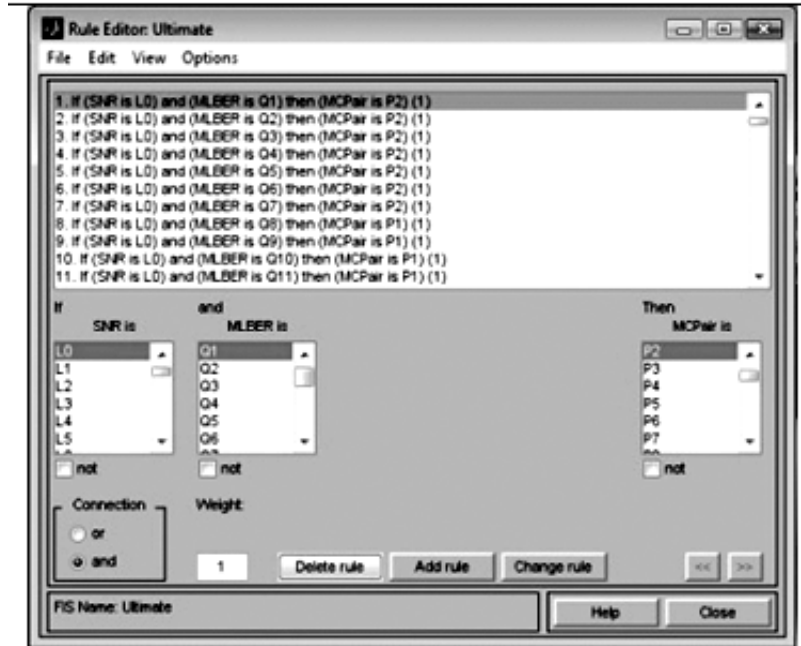 Rule Editor: Ultimate
File Edit View Options
1. If (SNR is L0) and (MLBER is Q1) then (MCPair is P2) (1)
2. If (SNR is L0) and (MLBER is Q2) then (MCPair is P2) (1)
3. If (SNR is L0) and (MLBER is Q3) then (MCPair is P2) (1)
4. If (SNR is L0) and (MLBER is Q4) then (MCPair is P2) (1)
5. If (SNR is L0) and (MLBER is Q5) then (MCPair is P2) (1)
6. If (SNR is L0) and (MLBER is Q6) then (MCPair is P2) (1)
7. If (SNR is L0) and (MLBER is Q7) then (MCPair is P2) (1)
8. If (SNR is L0) and (MLBER is Q8) then (MCPair is P1) (1)
9. If (SNR is L0) and (MLBER is Q9) then (MCPair is P1) (1)
10. If (SNR is L0) and (MLBER is Q10) then (MCPair is P1) (1)
11. If (SNR is L0) and (MLBER is Q11) then (MCPair is P1) (1)
If and Then
SNR is MLBER is MCPair is
L0 Q1 P2
L1 Q2 P3
L2 Q3 P4
L3 Q4 P5
L4 Q5 P6
L5 Q6 P7
not not not
Connection Weight:
or
and 1 Delete rule Add rule Change rule << >>
FIS Name: Ultimate Help Close